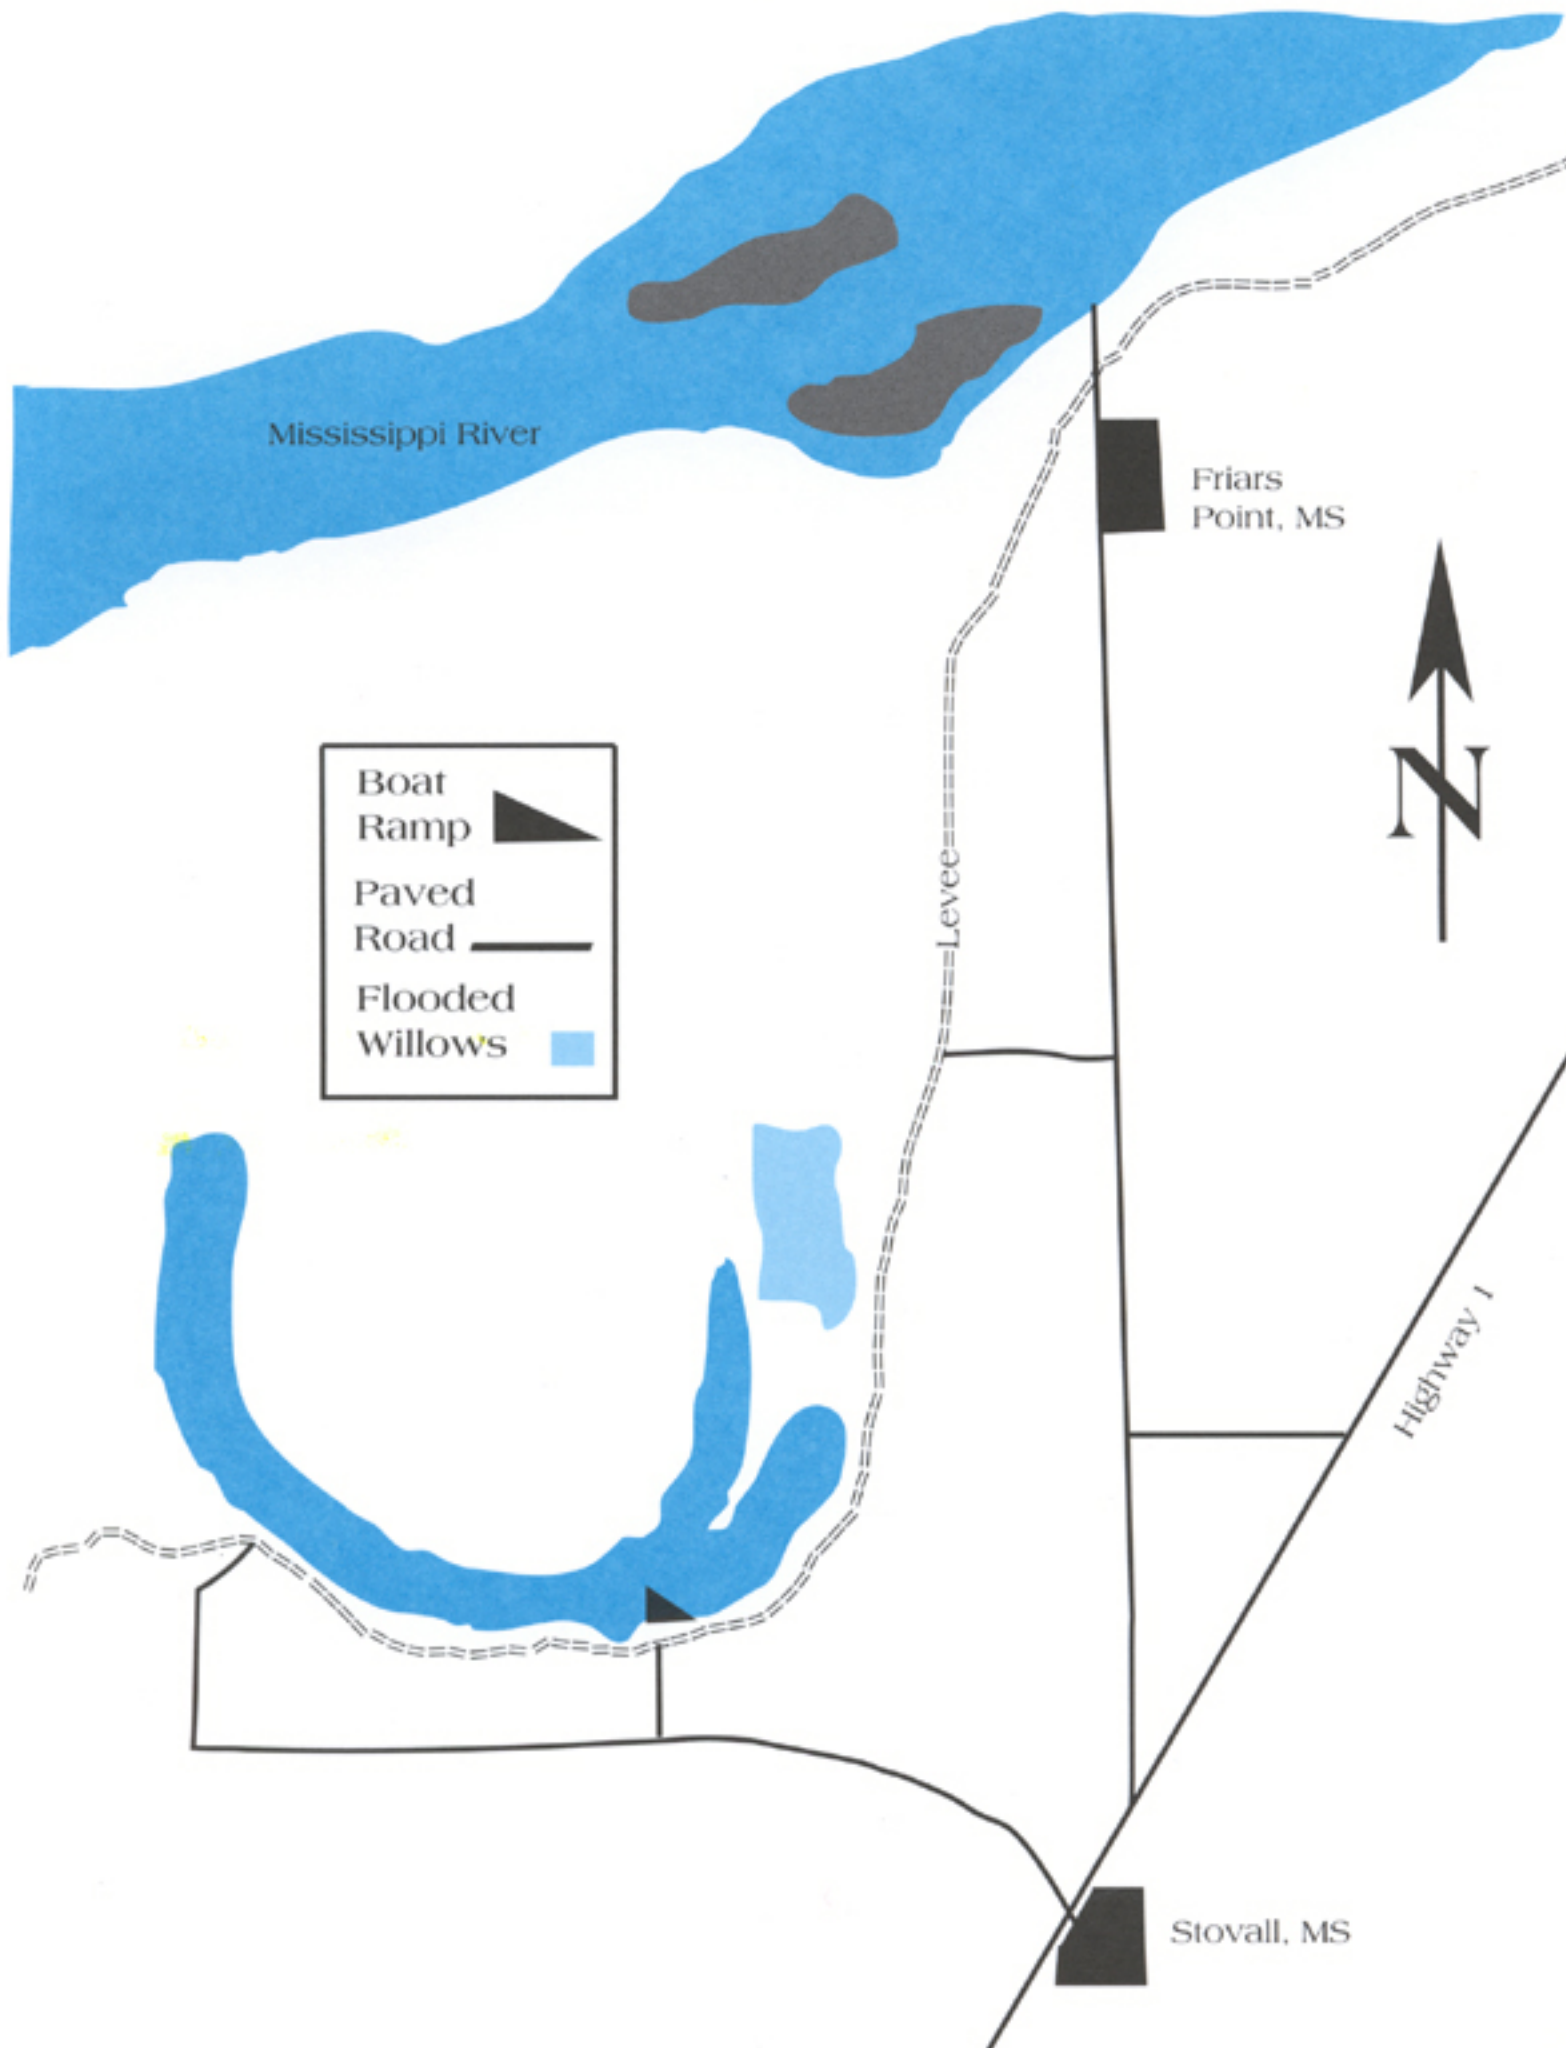 Mississippi River
Friars
Point, MS
N
Boat
Ramp
Paved
Road
Flooded
Willows
Levee
Highway 1
Stovall, MS